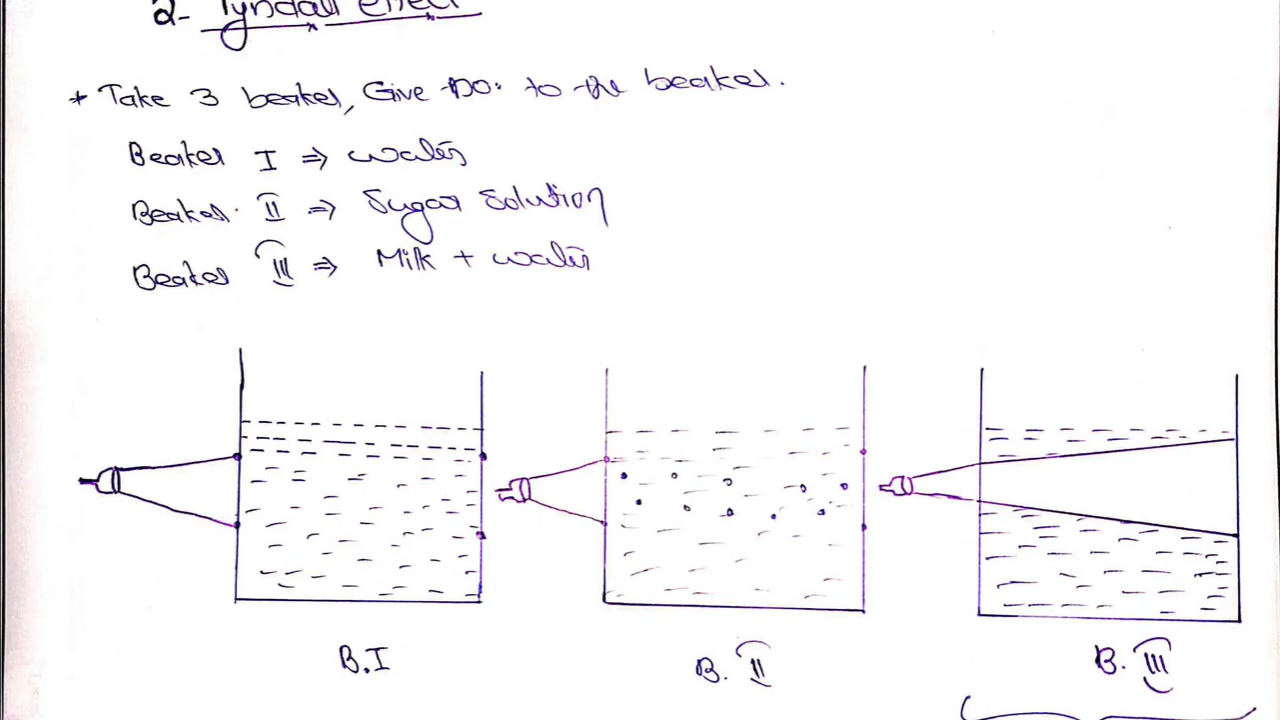 2- Tyndall effect
* Take 3 beaker, Give no: to the beaker.
Beaker I ⇒ water
Beaker II ⇒ Sugar Solution
Beaker III ⇒ Milk + water
B.I
B. II
B. III